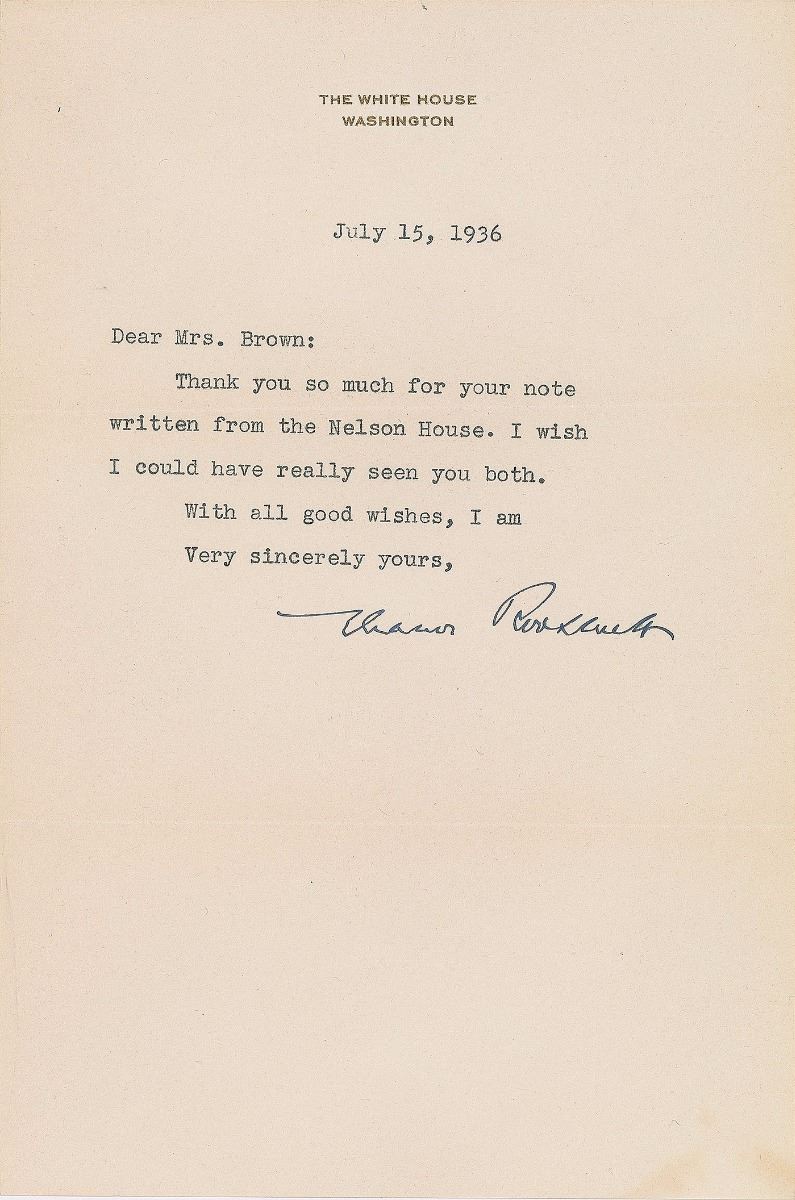 THE WHITE HOUSE
WASHINGTON
July 15, 1936
Dear Mrs. Brown:
Thank you so much for your note
written from the Nelson House. I wish
I could have really seen you both.
With all good wishes, I am
Very sincerely yours,
Eleanor Roosevelt